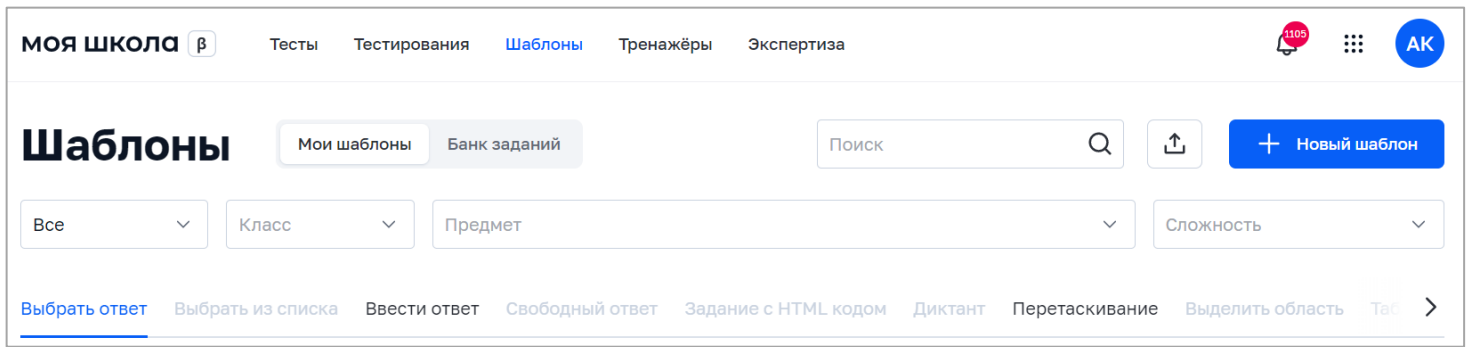 моя школа β Тесты Тестирования Шаблоны Тренажёры Экспертиза 1105 АК
Шаблоны Мои шаблоны Банк заданий Поиск Новый шаблон
Все Класс Предмет Сложность
Выбрать ответ Выбрать из списка Ввести ответ Свободный ответ Задание с HTML кодом Диктант Перетаскивание Выделить область